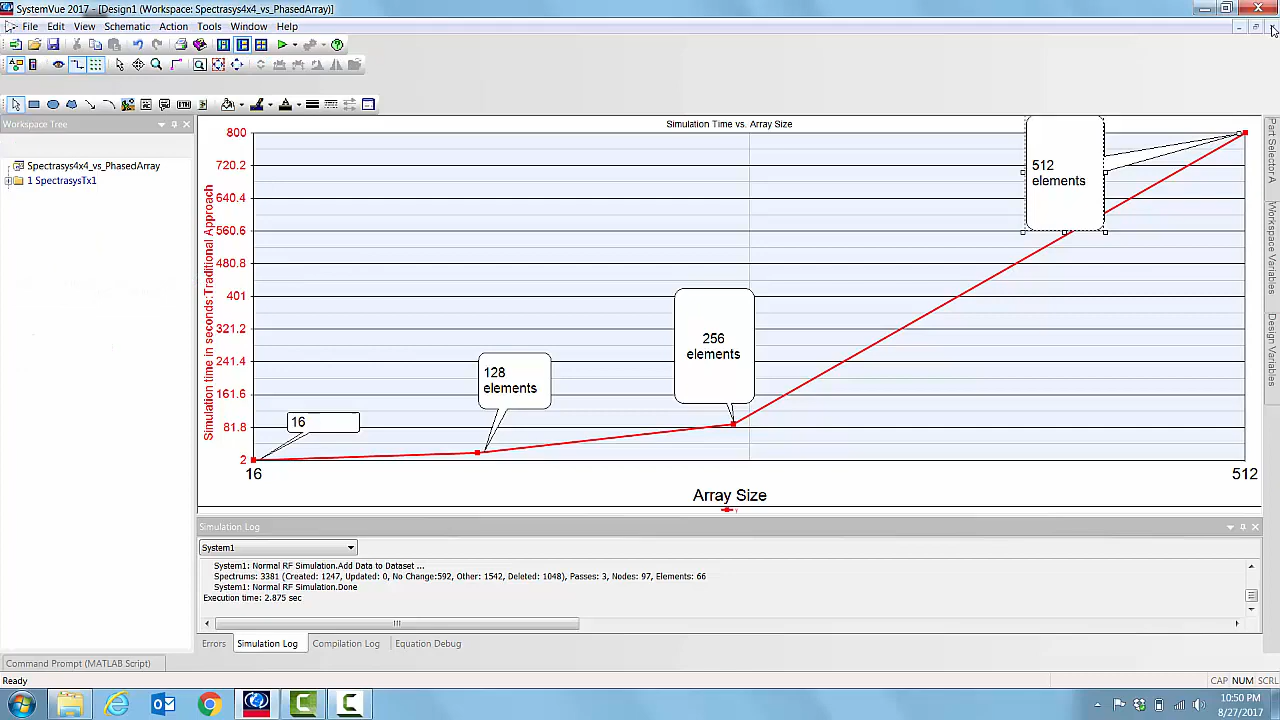 SystemVue 2017 - [Design1 (Workspace: Spectrasys4x4_vs_PhasedArray)]
File Edit View Schematic Action Tools Window Help
Workspace Tree
Spectrasys4x4_vs_PhasedArray
1 SpectrasysTx1
Simulation Time vs. Array Size
Simulation time in seconds:Traditional Approach
800
720.2
640.4
560.6
480.8
401
321.2
241.4
161.6
81.8
2
16
128
elements
256
elements
512
elements
16
512
Array Size
Part Selector A
Workspace Variables
Design Variables
Simulation Log
System1
System1: Normal RF Simulation.Add Data to Dataset ...
Spectrums: 3381 (Created: 1247, Updated: 0, No Change:592, Other: 1542, Deleted: 1048), Passes: 3, Nodes: 97, Elements: 66
System1: Normal RF Simulation.Done
Execution time: 2.875 sec
Errors Simulation Log Compilation Log Equation Debug
Command Prompt (MATLAB Script)
Ready
CAP NUM SCRL
10:50 PM
8/27/2017